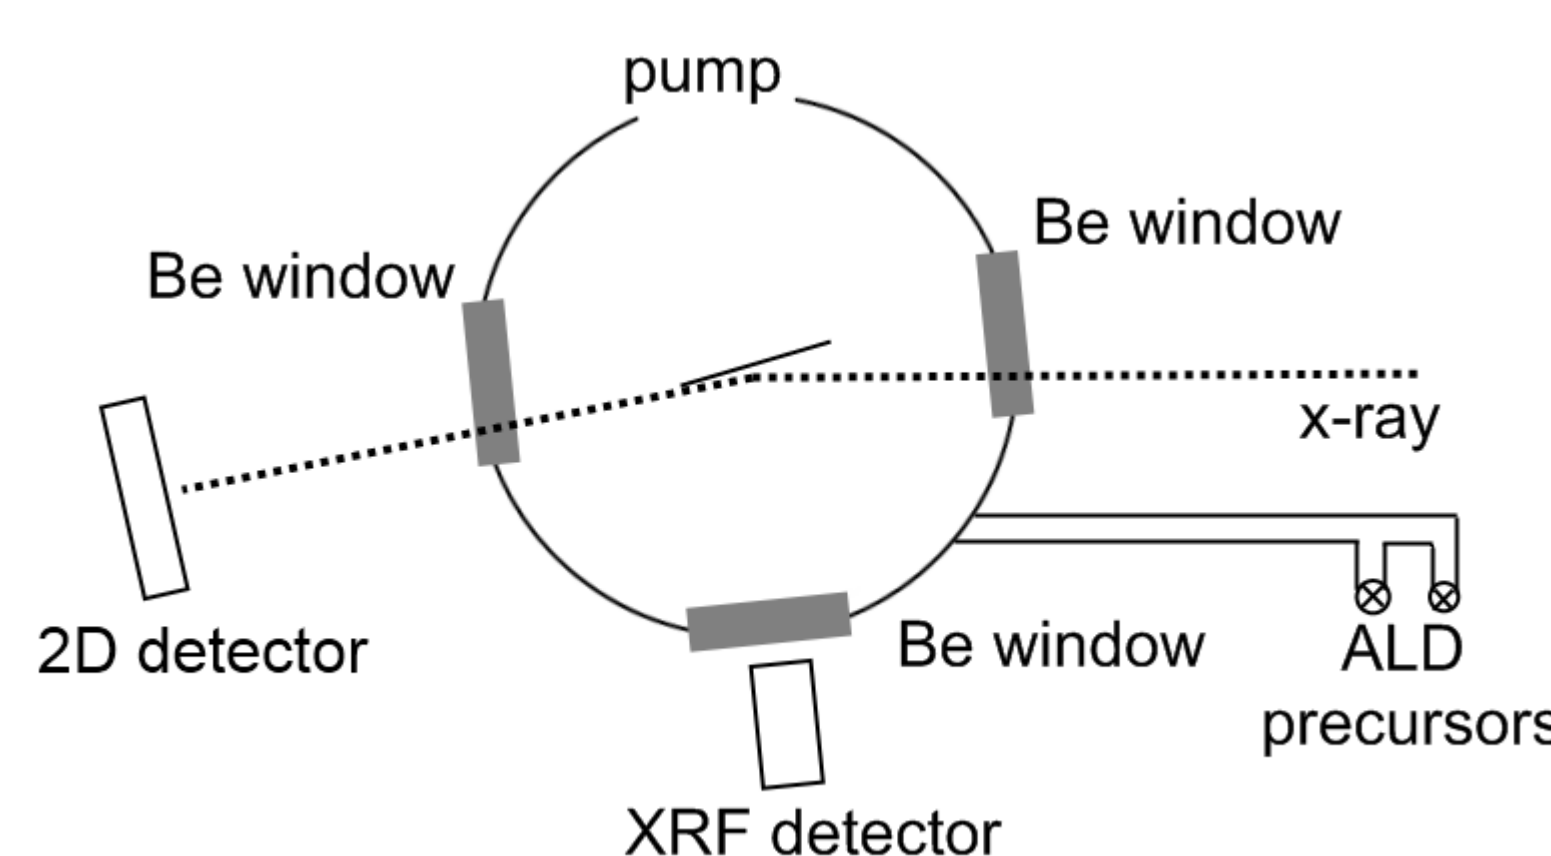 pump
Be window
Be window
x-ray
2D detector
Be window
ALD
precursors
XRF detector